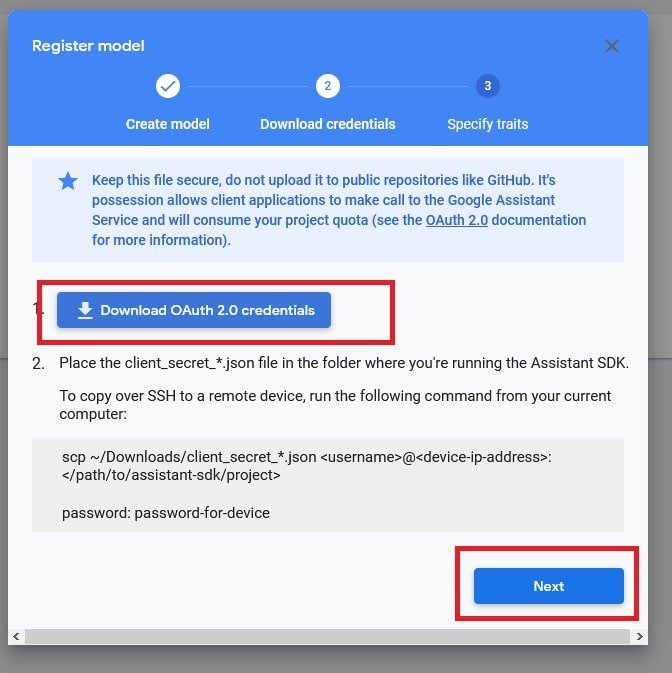 Register model
2
3
Create model
Download credentials
Specify traits
Keep this file secure, do not upload it to public repositories like GitHub. It's
possession allows client applications to make call to the Google Assistant
Service and will consume your project quota (see the OAuth 2.0 documentation
for more information).
1.
Download OAuth 2.0 credentials
2. Place the client_secret_*.json file in the folder where you're running the Assistant SDK.
To copy over SSH to a remote device, run the following command from your current
computer:
scp ~/Downloads/client_secret_*.json <username>@<device-ip-address>:
</path/to/assistant-sdk/project>
password: password-for-device
Next